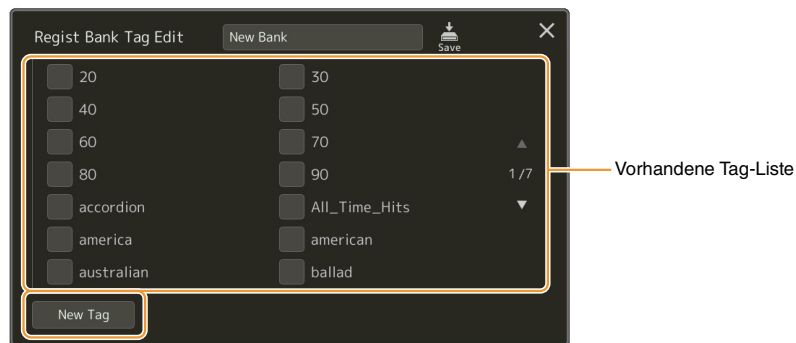 Regist Bank Tag Edit New Bank Save
20 30
40 50
60 70
80 90 1/7
accordion All_Time_Hits
america american
australian ballad
New Tag
Vorhandene Tag-Liste